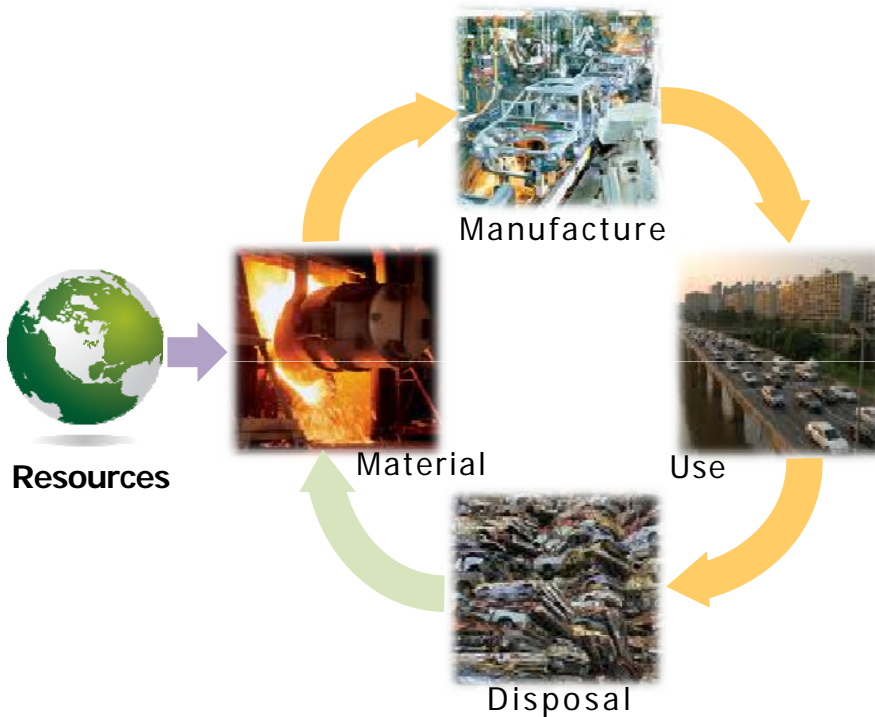 Manufacture
Resources
Material
Use
Disposal